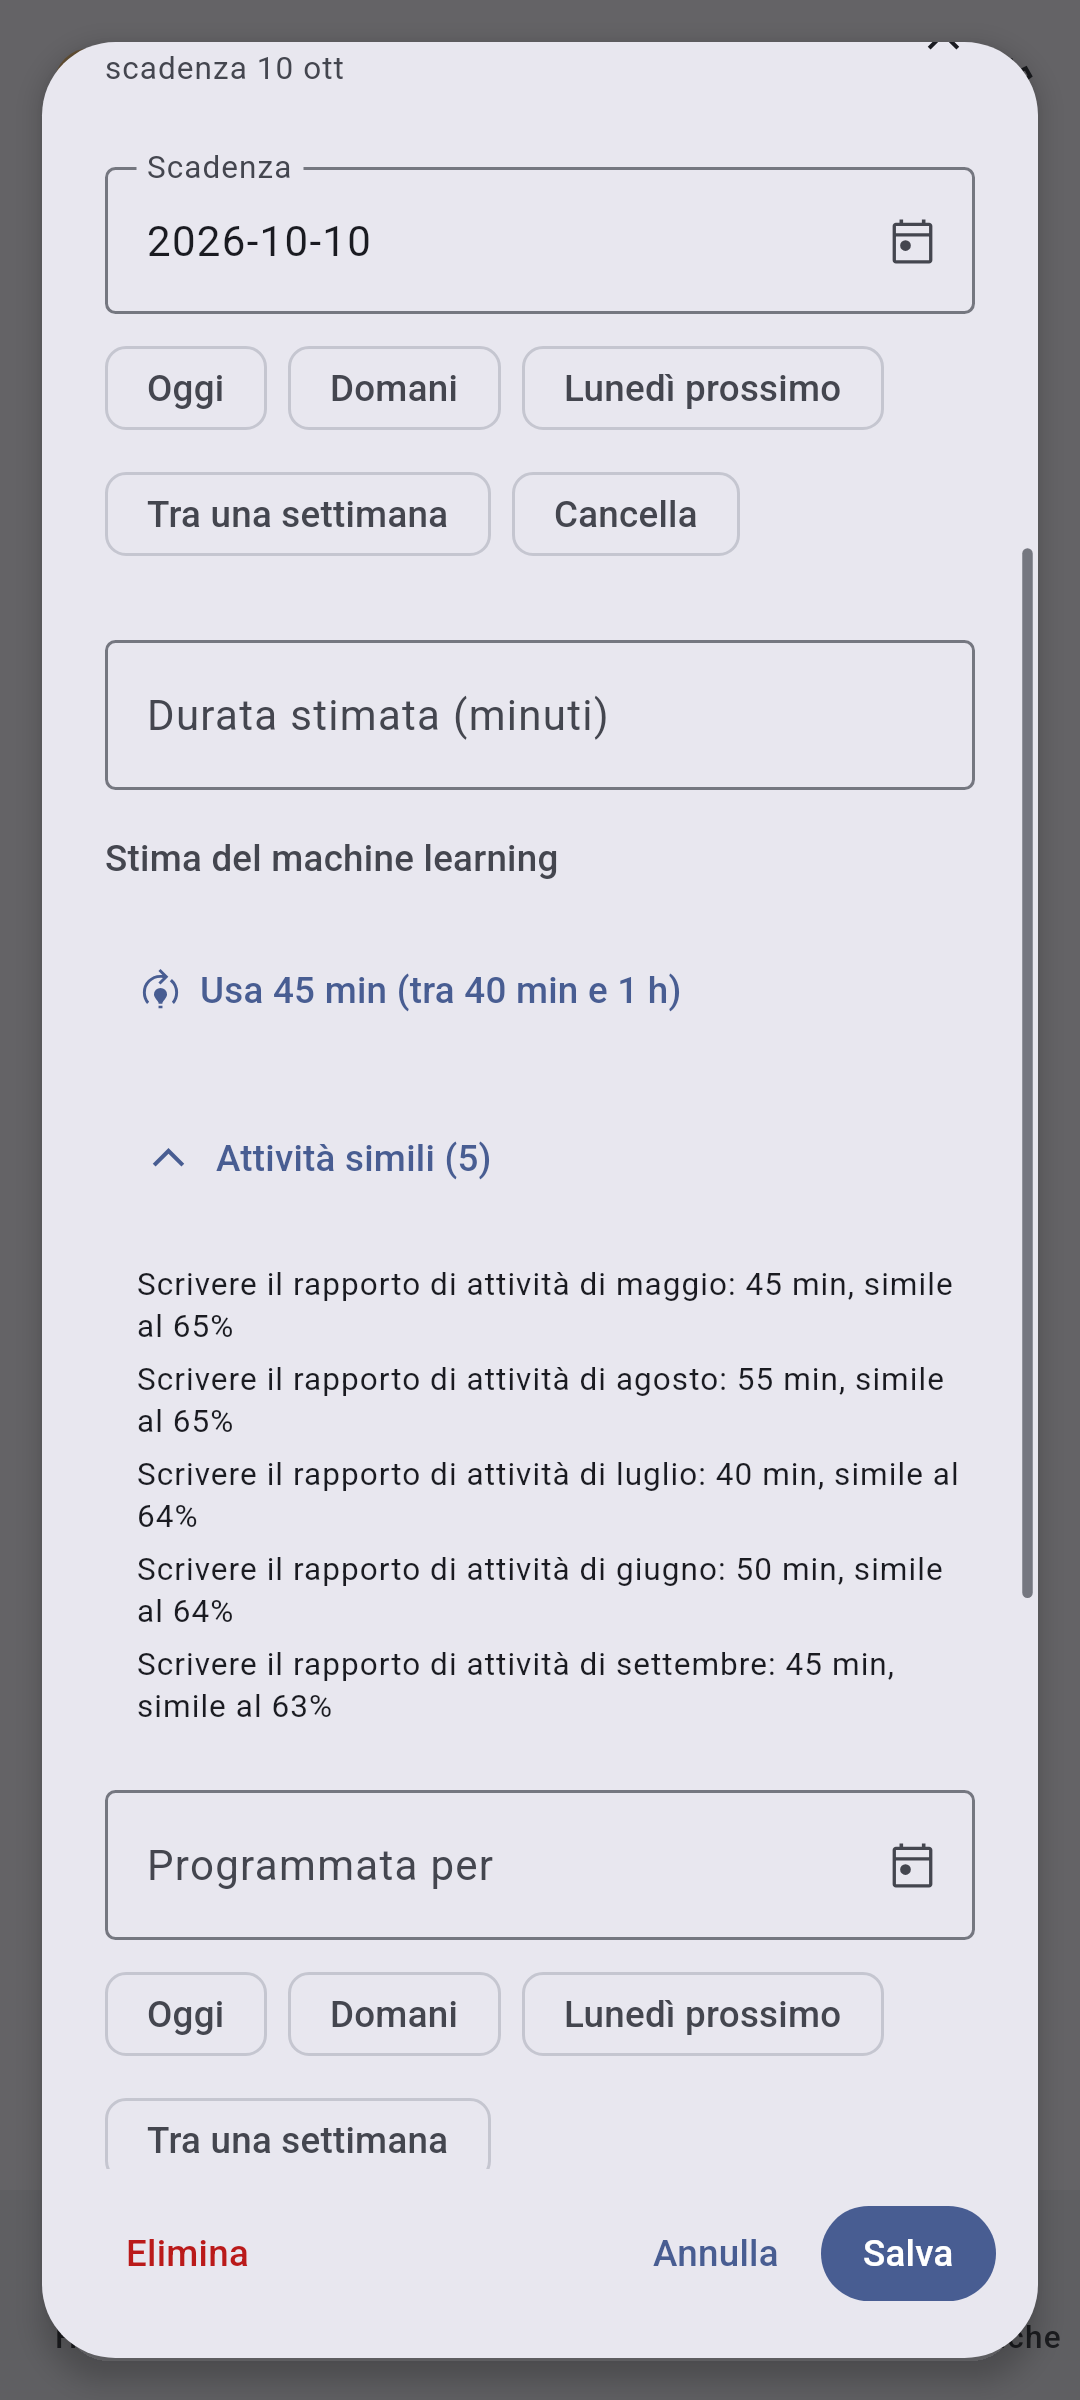 scadenza 10 ott
Scadenza
2026-10-10
Oggi
Domani
Lunedì prossimo
Tra una settimana
Cancella
Durata stimata (minuti)
Stima del machine learning
Usa 45 min (tra 40 min e 1 h)
Attività simili (5)
Scrivere il rapporto di attività di maggio: 45 min, simile
al 65%
Scrivere il rapporto di attività di agosto: 55 min, simile
al 65%
Scrivere il rapporto di attività di luglio: 40 min, simile al
64%
Scrivere il rapporto di attività di giugno: 50 min, simile
al 64%
Scrivere il rapporto di attività di settembre: 45 min,
simile al 63%
Programmata per
Oggi
Domani
Lunedì prossimo
Tra una settimana
Elimina
Annulla
Salva